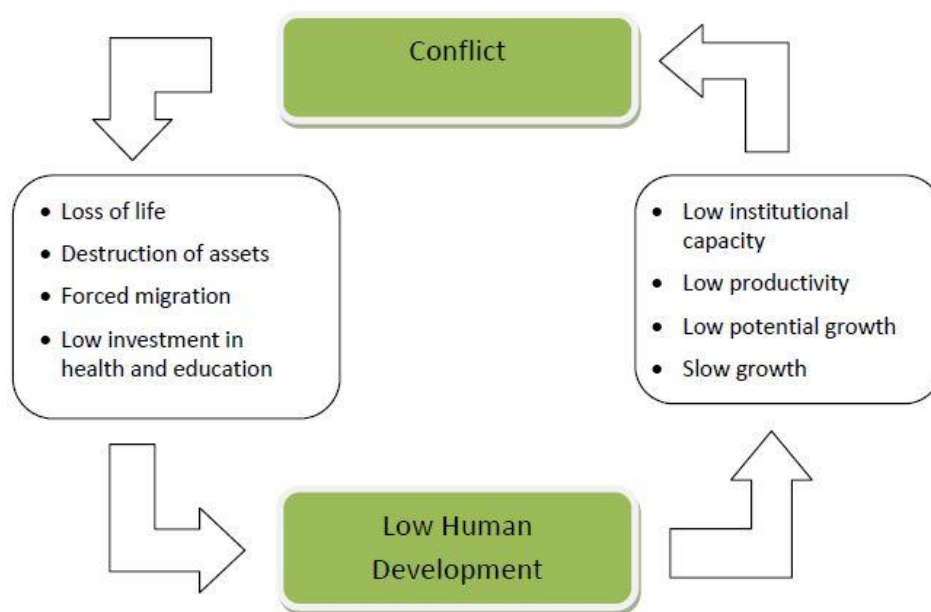 Conflict
• Loss of life
• Destruction of assets
• Forced migration
• Low investment in
health and education
Low Human
Development
• Low institutional
capacity
• Low productivity
• Low potential growth
• Slow growth